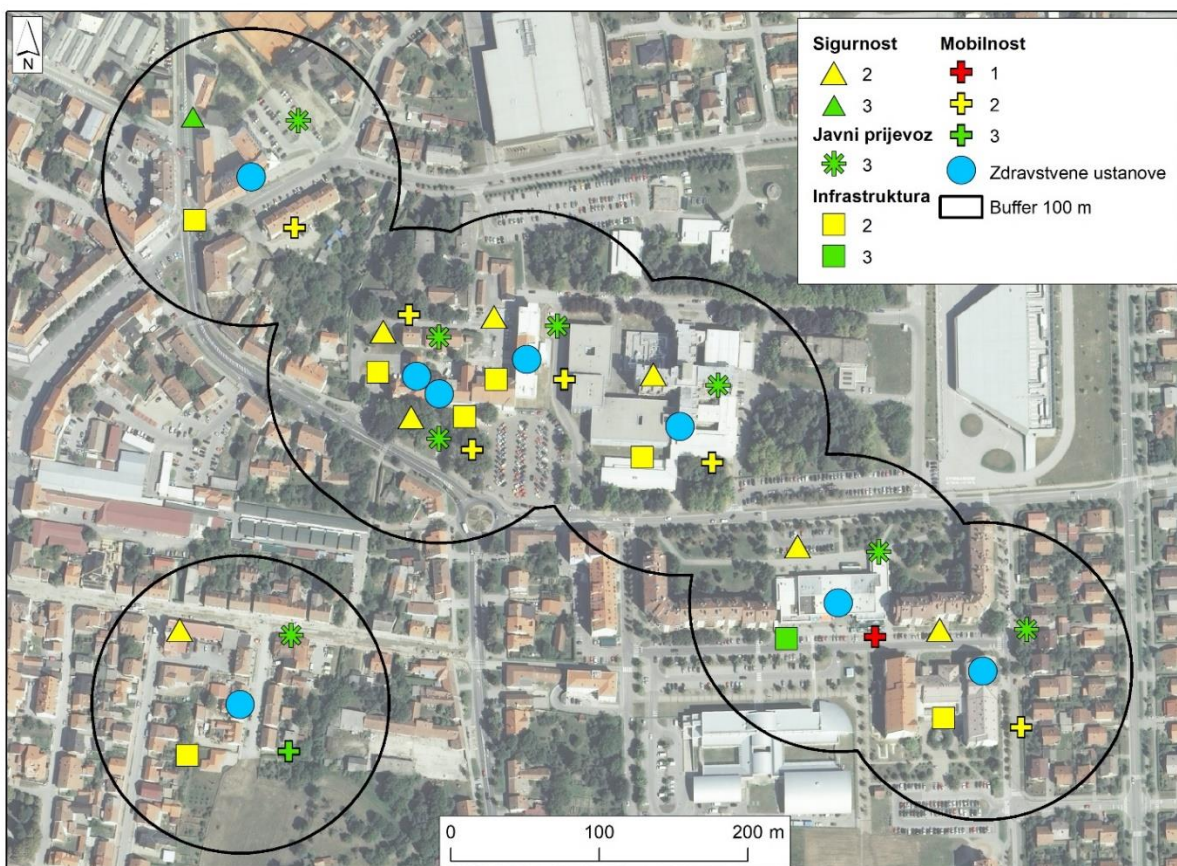 N
Sigurnost
2
3
Javni prijevoz
3
Infrastruktura
2
3
Mobilnost
1
2
3
Zdravstvene ustanove
Buffer 100 m
0 100 200 m